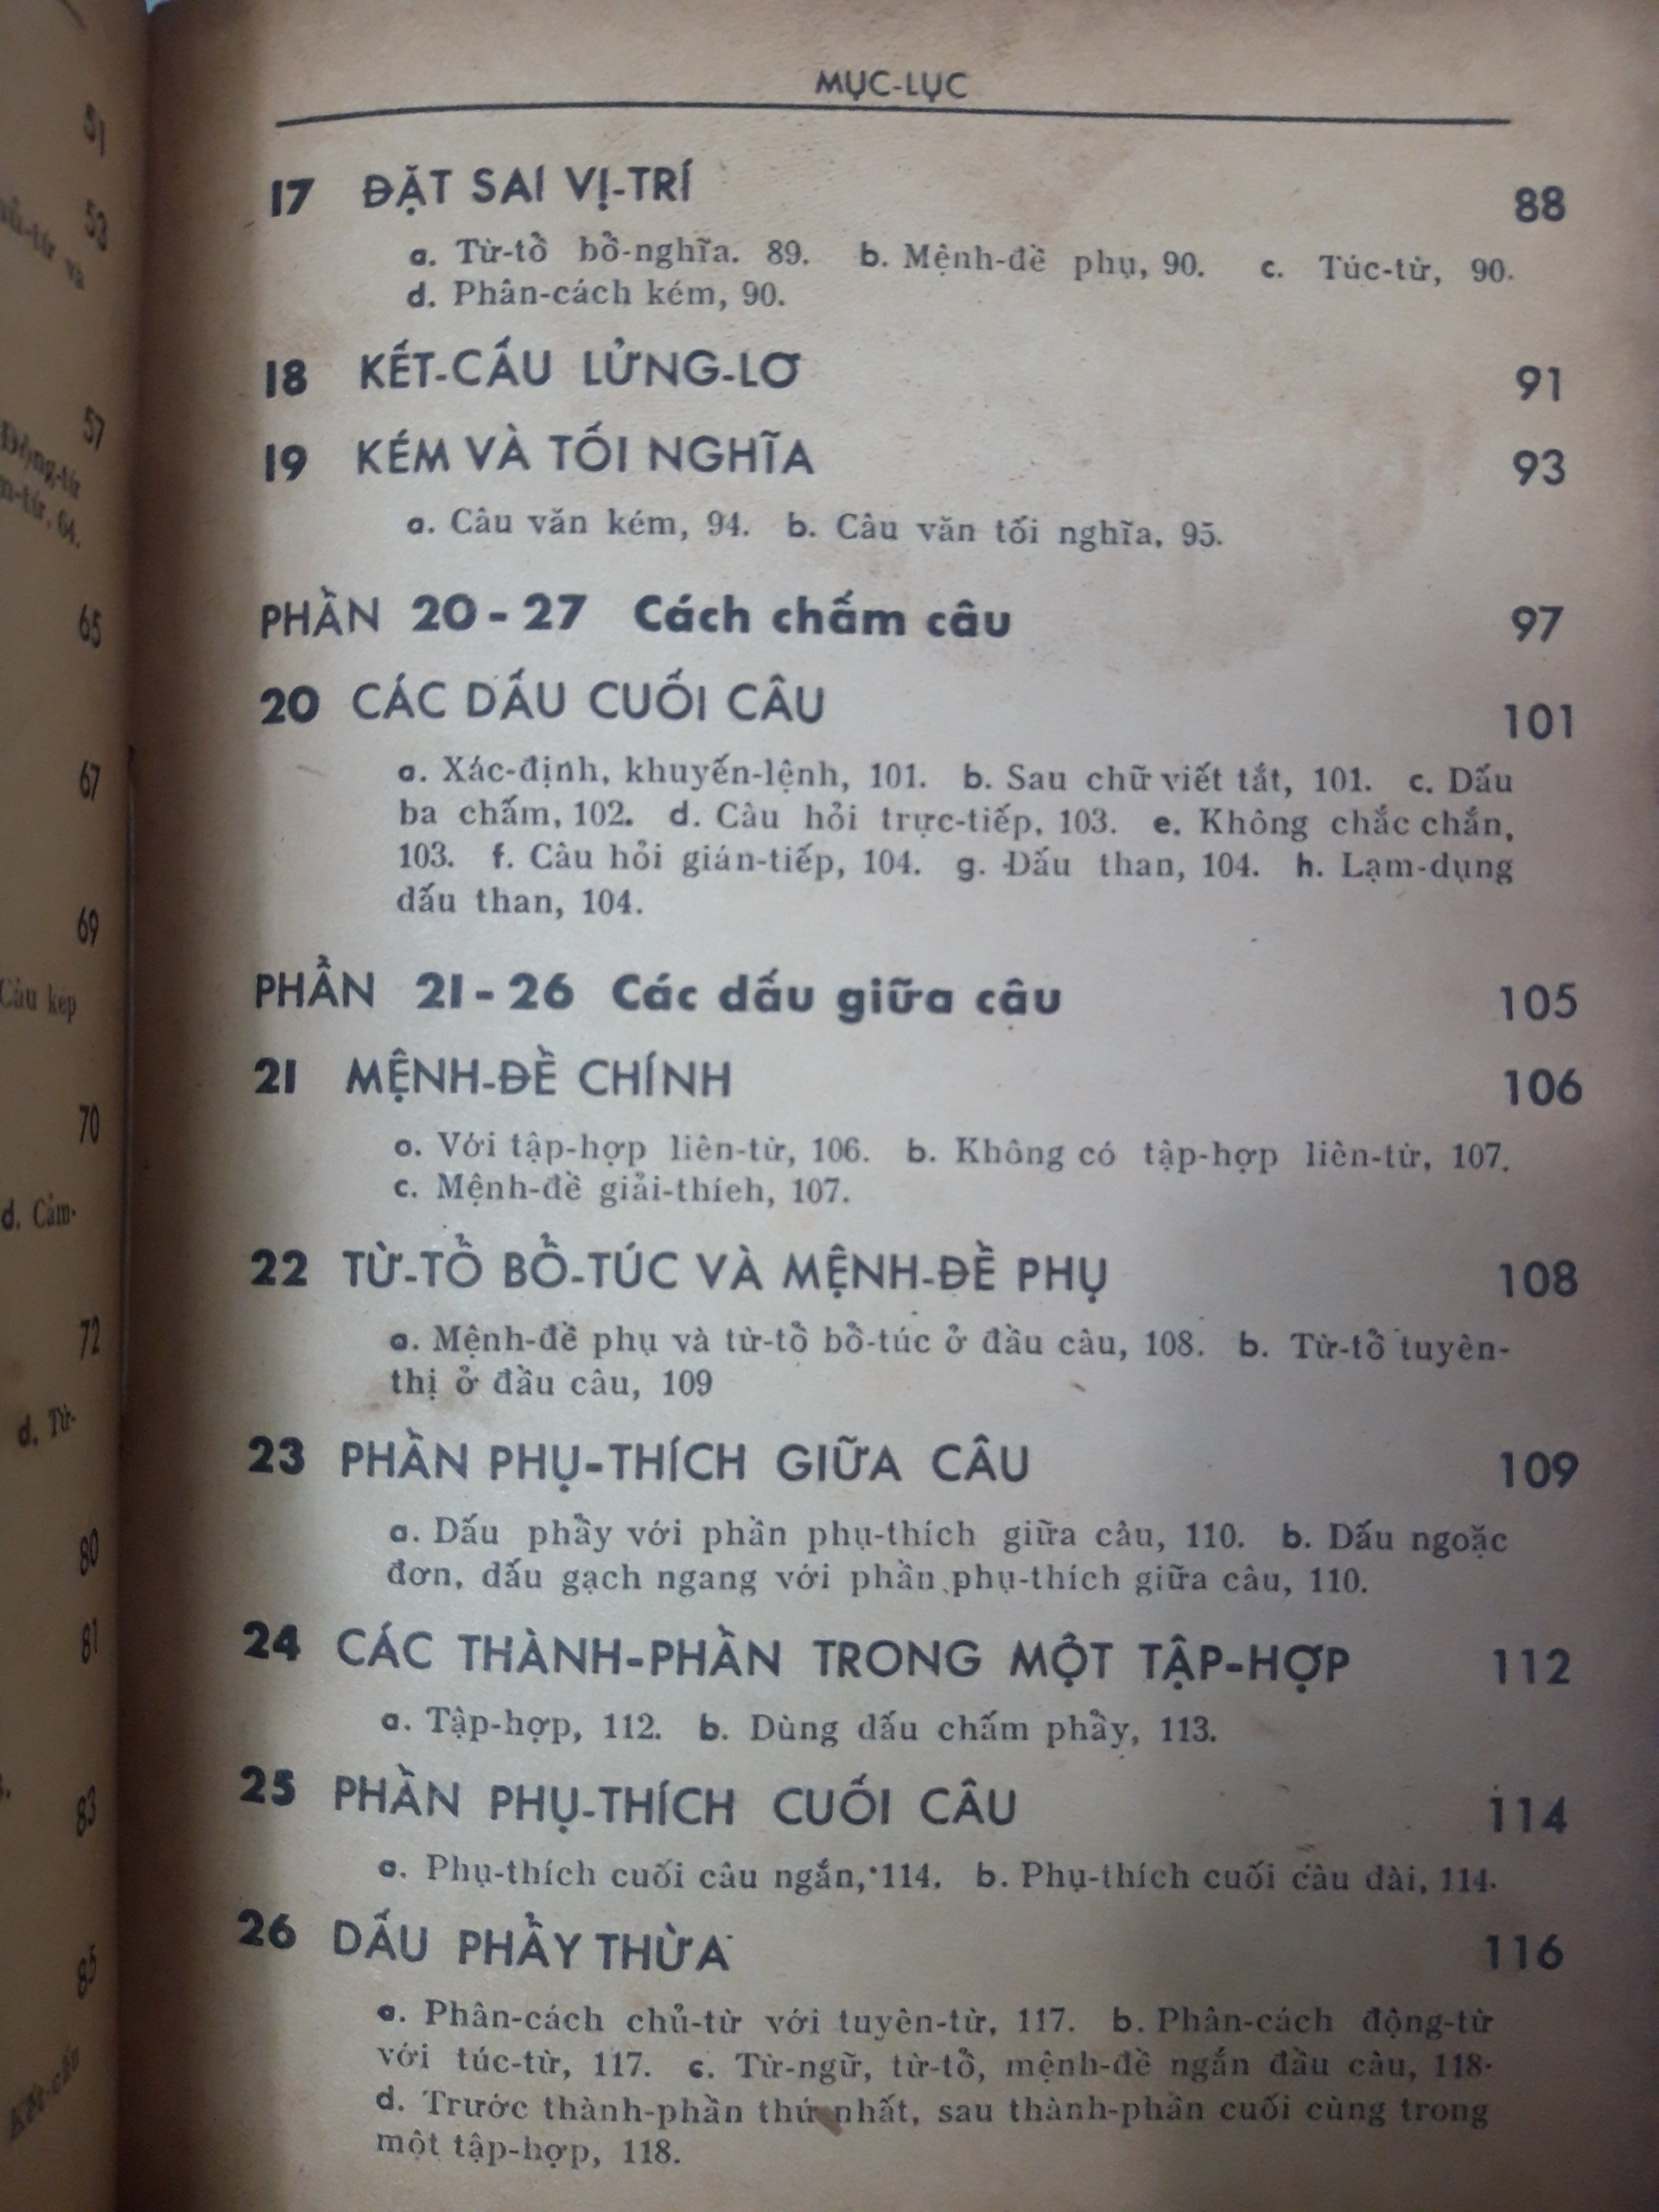 51
53
và
57
Động-từ
64.
65
67
69
Câu kép
70
d. Cảm-
72
d. Từ-
80
81
83
85
Kết-cấu
MỤC-LỤC
17 ĐẶT SAI VỊ-TRÍ 88
a. Từ-tổ bổ-nghĩa. 89. b. Mệnh-đề phụ, 90. c. Túc-từ, 90.
d. Phân-cách kém, 90.
18 KẾT-CẤU LỬNG-LƠ 91
19 KÉM VÀ TỐI NGHĨA 93
a. Câu văn kém, 94. b. Câu văn tối nghĩa, 95.
PHẦN 20-27 Cách chấm câu 97
20 CÁC DẤU CUỐI CÂU 101
a. Xác-định, khuyến-lệnh, 101. b. Sau chữ viết tắt, 101. c. Dấu
ba chấm, 102. d. Câu hỏi trực-tiếp, 103. e. Không chắc chắn,
103. f. Câu hỏi gián-tiếp, 104. g. Dấu than, 104. h. Lạm-dụng
dấu than, 104.
PHẦN 21-26 Các dấu giữa câu 105
21 MỆNH-ĐỀ CHÍNH 106
a. Với tập-hợp liên-từ, 106. b. Không có tập-hợp liên-từ, 107.
c. Mệnh-đề giải-thích, 107.
22 TỪ-TỔ BỔ-TÚC VÀ MỆNH-ĐỀ PHỤ 108
a. Mệnh-đề phụ và từ-tổ bổ-túc ở đầu câu, 108. b. Từ-tổ tuyên-
thị ở đầu câu, 109
23 PHẦN PHỤ-THÍCH GIỮA CÂU 109
a. Dấu phẩy với phần phụ-thích giữa câu, 110. b. Dấu ngoặc
đơn, dấu gạch ngang với phần phụ-thích giữa câu, 110.
24 CÁC THÀNH-PHẦN TRONG MỘT TẬP-HỢP 112
a. Tập-hợp, 112. b. Dùng dấu chấm phẩy, 113.
25 PHẦN PHỤ-THÍCH CUỐI CÂU 114
a. Phụ-thích cuối câu ngắn, 114. b. Phụ-thích cuối câu dài, 114.
26 DẤU PHẨY THỪA 116
a. Phân-cách chủ-từ với tuyên-từ, 117. b. Phân-cách động-từ
với túc-từ, 117. c. Từ-ngữ, từ-tổ, mệnh-đề ngắn đầu câu, 118.
d. Trước thành-phần thứ nhất, sau thành-phần cuối cùng trong
một tập-hợp, 118.